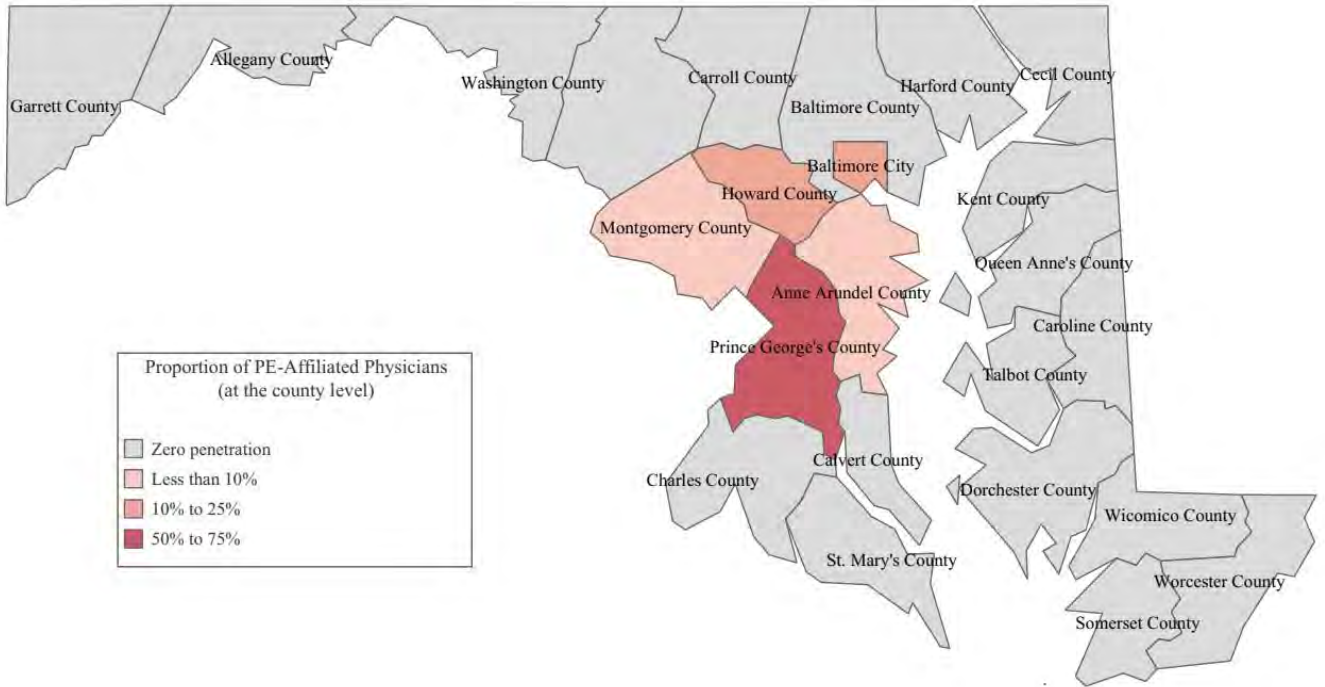 Allegany County
Garrett County
Washington County
Carroll County
Baltimore County
Harford County
Cecil County
Baltimore City
Howard County
Kent County
Montgomery County
Queen Anne's County
Anne Arundel County
Caroline County
Prince George's County
Talbot County
Proportion of PE-Affiliated Physicians
(at the county level)
Zero penetration
Less than 10%
10% to 25%
50% to 75%
Calvert County
Charles County
Dorchester County
Wicomico County
St. Mary's County
Worcester County
Somerset County